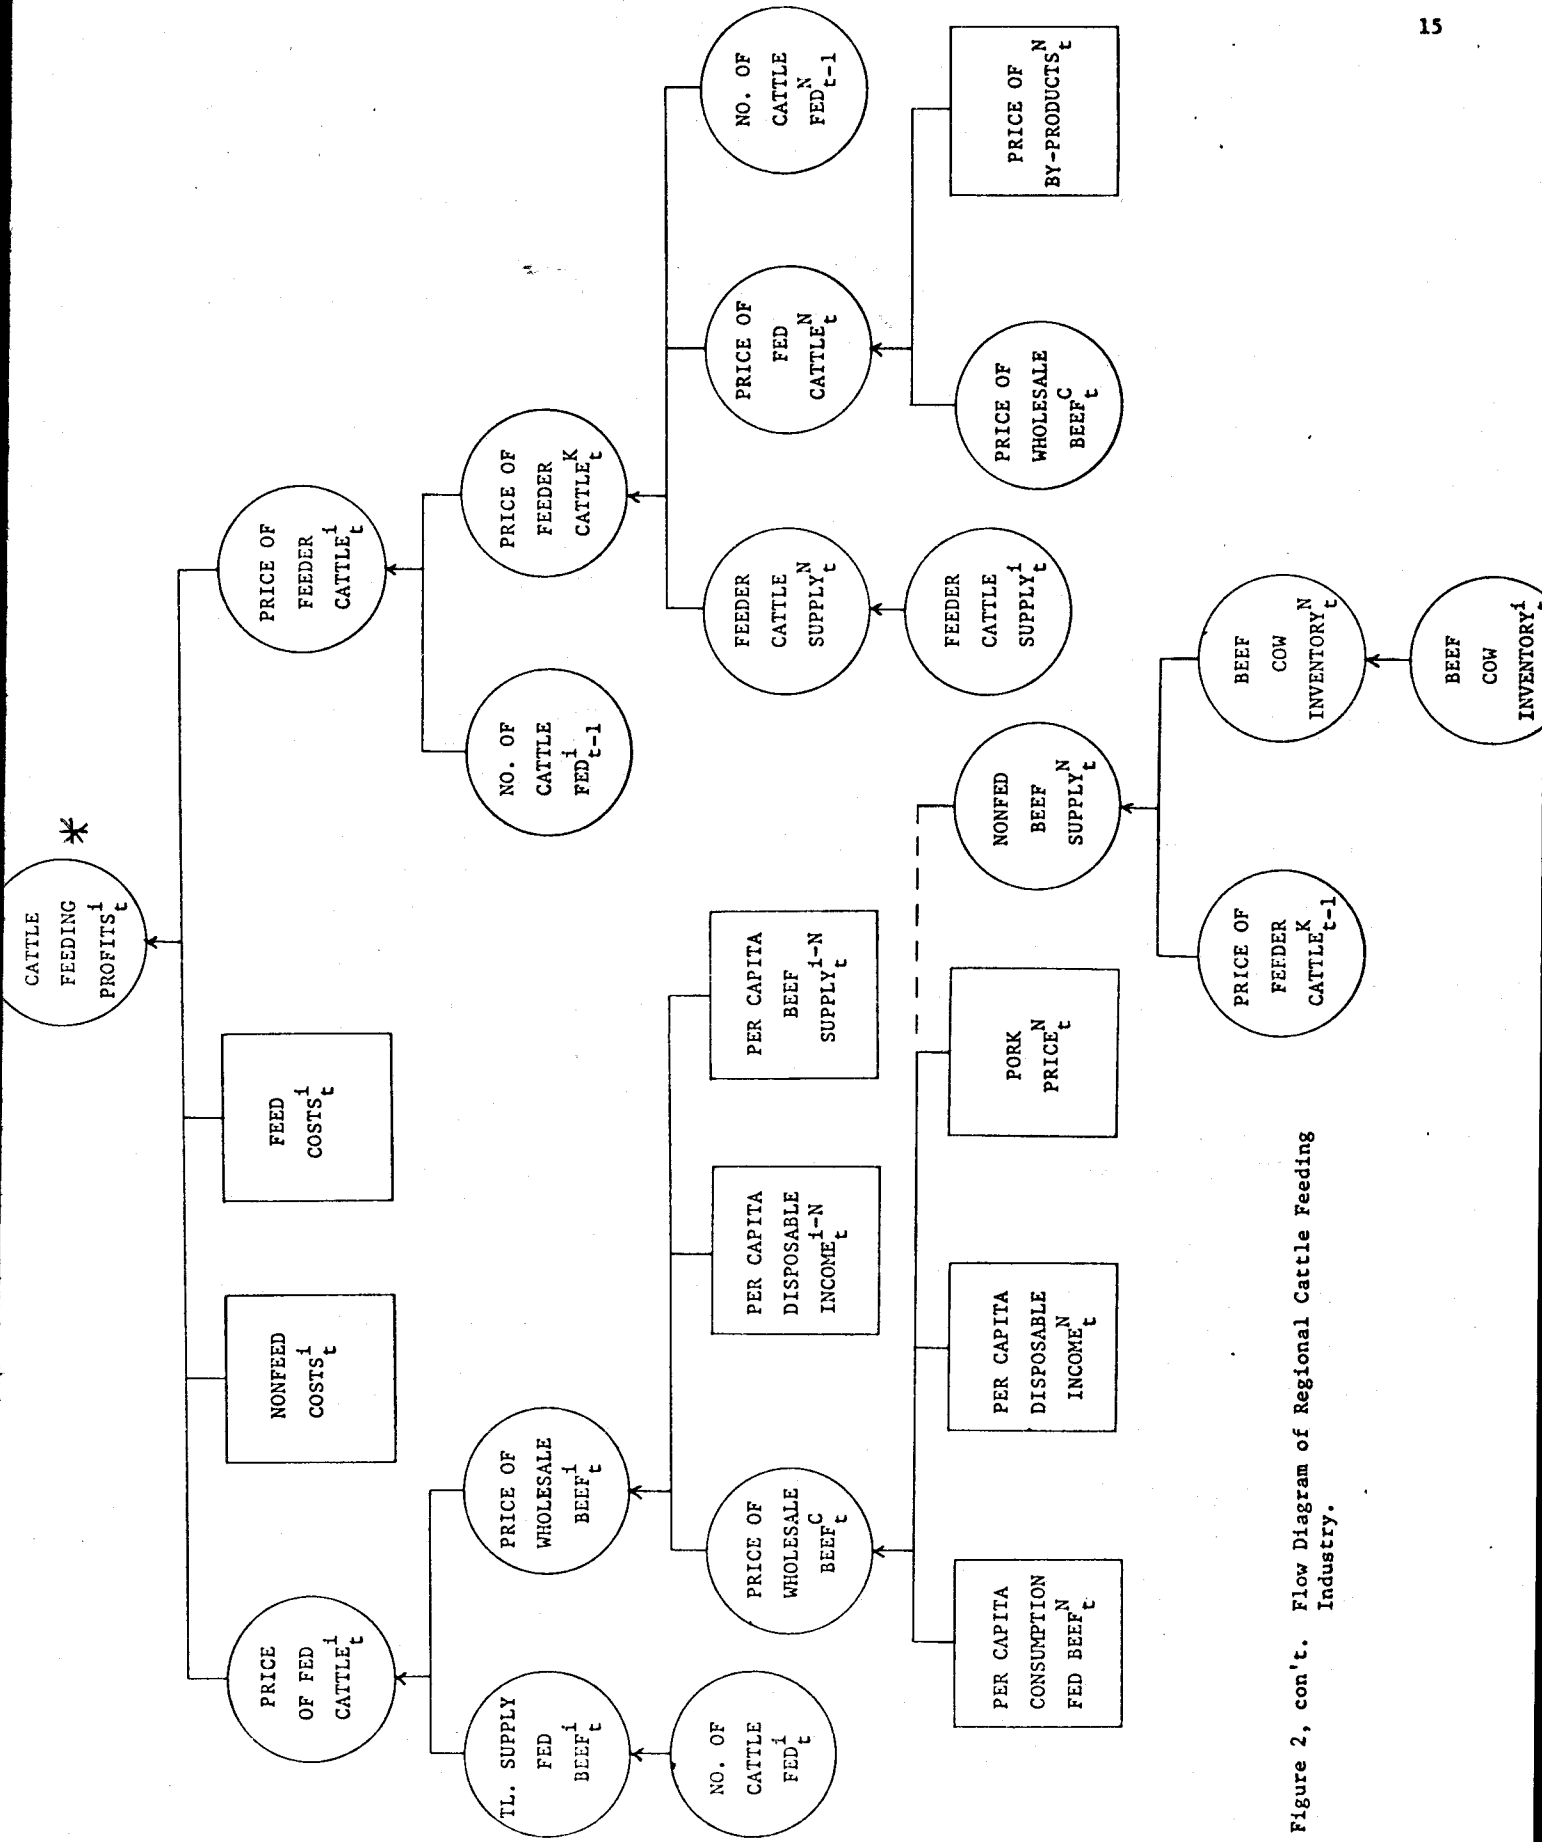 15
CATTLE
FEEDING
PROFITS^i_t
*
PRICE
OF FED
CATTLE^i_t
NONFEED
COSTS^i_t
FEED
COSTS^i_t
PRICE OF
FEEDER
CATTLE^i_t
TL. SUPPLY
FED
BEEF^i_t
PRICE OF
WHOLESALE
BEEF^i_t
NO. OF
CATTLE
FED^i_t-1
PRICE OF
FEEDER
CATTLE^K_t
NO. OF
CATTLE
FED^i_t
PRICE OF
WHOLESALE
BEEF^C_t
PER CAPITA
DISPOSABLE
INCOME^i-N_t
PER CAPITA
BEEF
SUPPLY^i-N_t
FEEDER
CATTLE
SUPPLY^N_t
PRICE OF
FED
CATTLE^N_t
NO. OF
CATTLE
FED^N_t-1
PER CAPITA
CONSUMPTION
FED BEEF^N_t
PER CAPITA
DISPOSABLE
INCOME^N_t
PORK
PRICE^N_t
NONFED
BEEF
SUPPLY^N_t
FEEDER
CATTLE
SUPPLY^i_t
PRICE OF
WHOLESALE
BEEF^C_t
PRICE OF
BY-PRODUCTS^N_t
PRICE OF
FEEDER
CATTLE^K_t-1
BEEF
COW
INVENTORY^N_t
BEEF
COW
INVENTORY^i_t
Figure 2, con't. Flow Diagram of Regional Cattle Feeding
Industry.